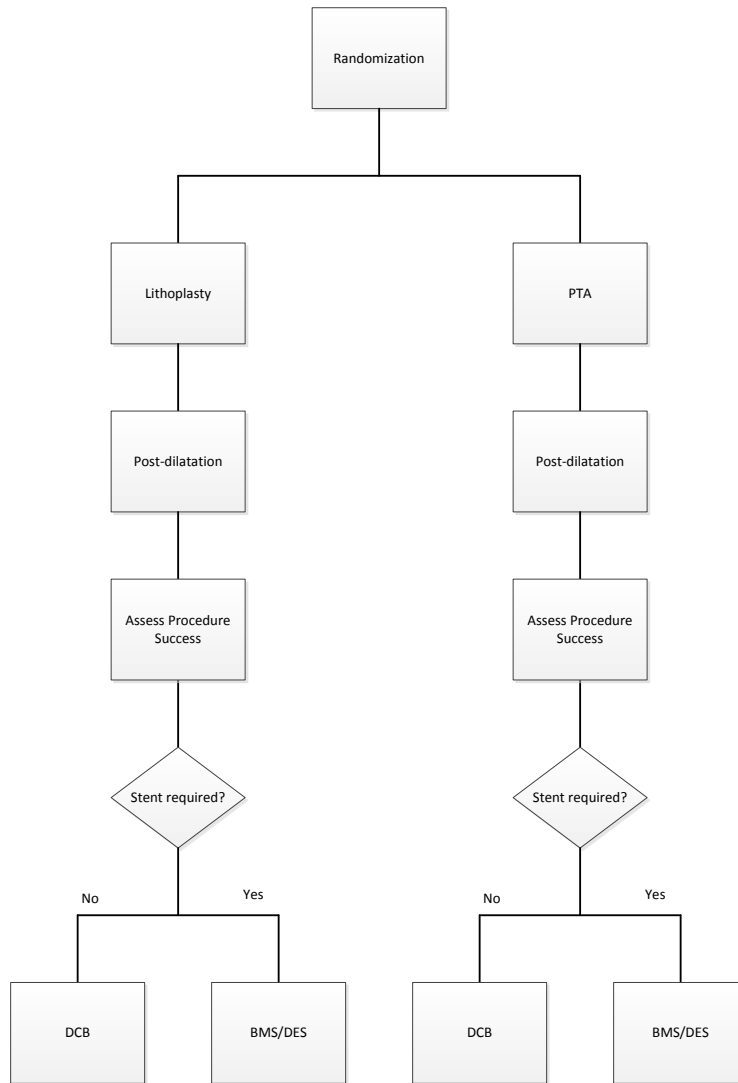 Randomization
Lithoplasty
PTA
Post-dilatation
Post-dilatation
Assess Procedure
Success
Assess Procedure
Success
Stent required?
Stent required?
No
Yes
No
Yes
DCB
BMS/DES
DCB
BMS/DES